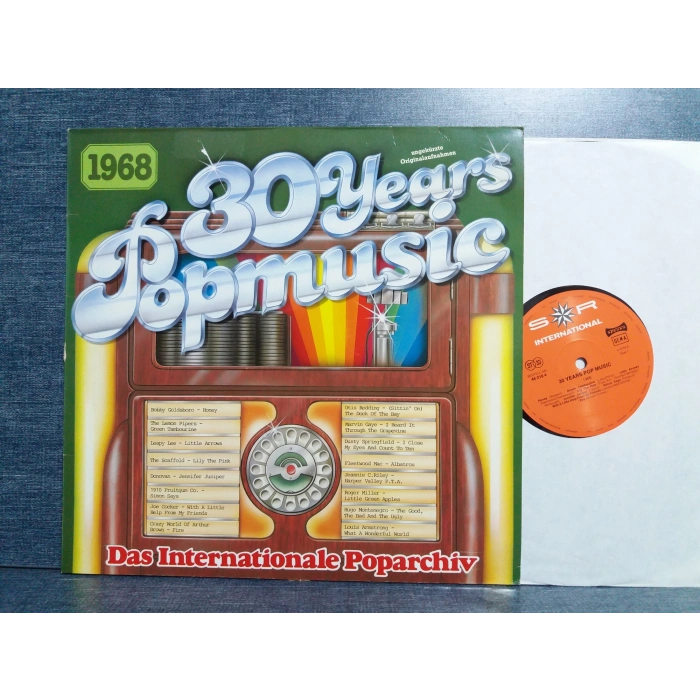 1968
ungekürzte
Originalaufnahmen
30 Years
Popmusic
Bobby Goldsboro - Honey
The Lemon Pipers -
Green Tambourine
Leapy Lee - Little Arrows
The Scaffold - Lily The Pink
Donovan - Jennifer Juniper
1910 Fruitgum Co. -
Simon Says
Joe Cocker - With A Little
Help From My Friends
Crazy World Of Arthur
Brown - Fire
Otis Redding - (Sittin' On)
The Dock Of The Bay
Marvin Gaye - I Heard It
Through The Grapevine
Dusty Springfield - I Close
My Eyes And Count To Ten
Fleetwood Mac - Albatros
Jeannie C.Riley -
Harper Valley P.T.A.
Roger Miller -
Little Green Apples
Hugo Montenegro - The Good,
The Bad And The Ugly
Louis Armstrong -
What A Wonderful World
Das Internationale Poparchiv
S R
INTERNATIONAL
30 YEARS POP MUSIC